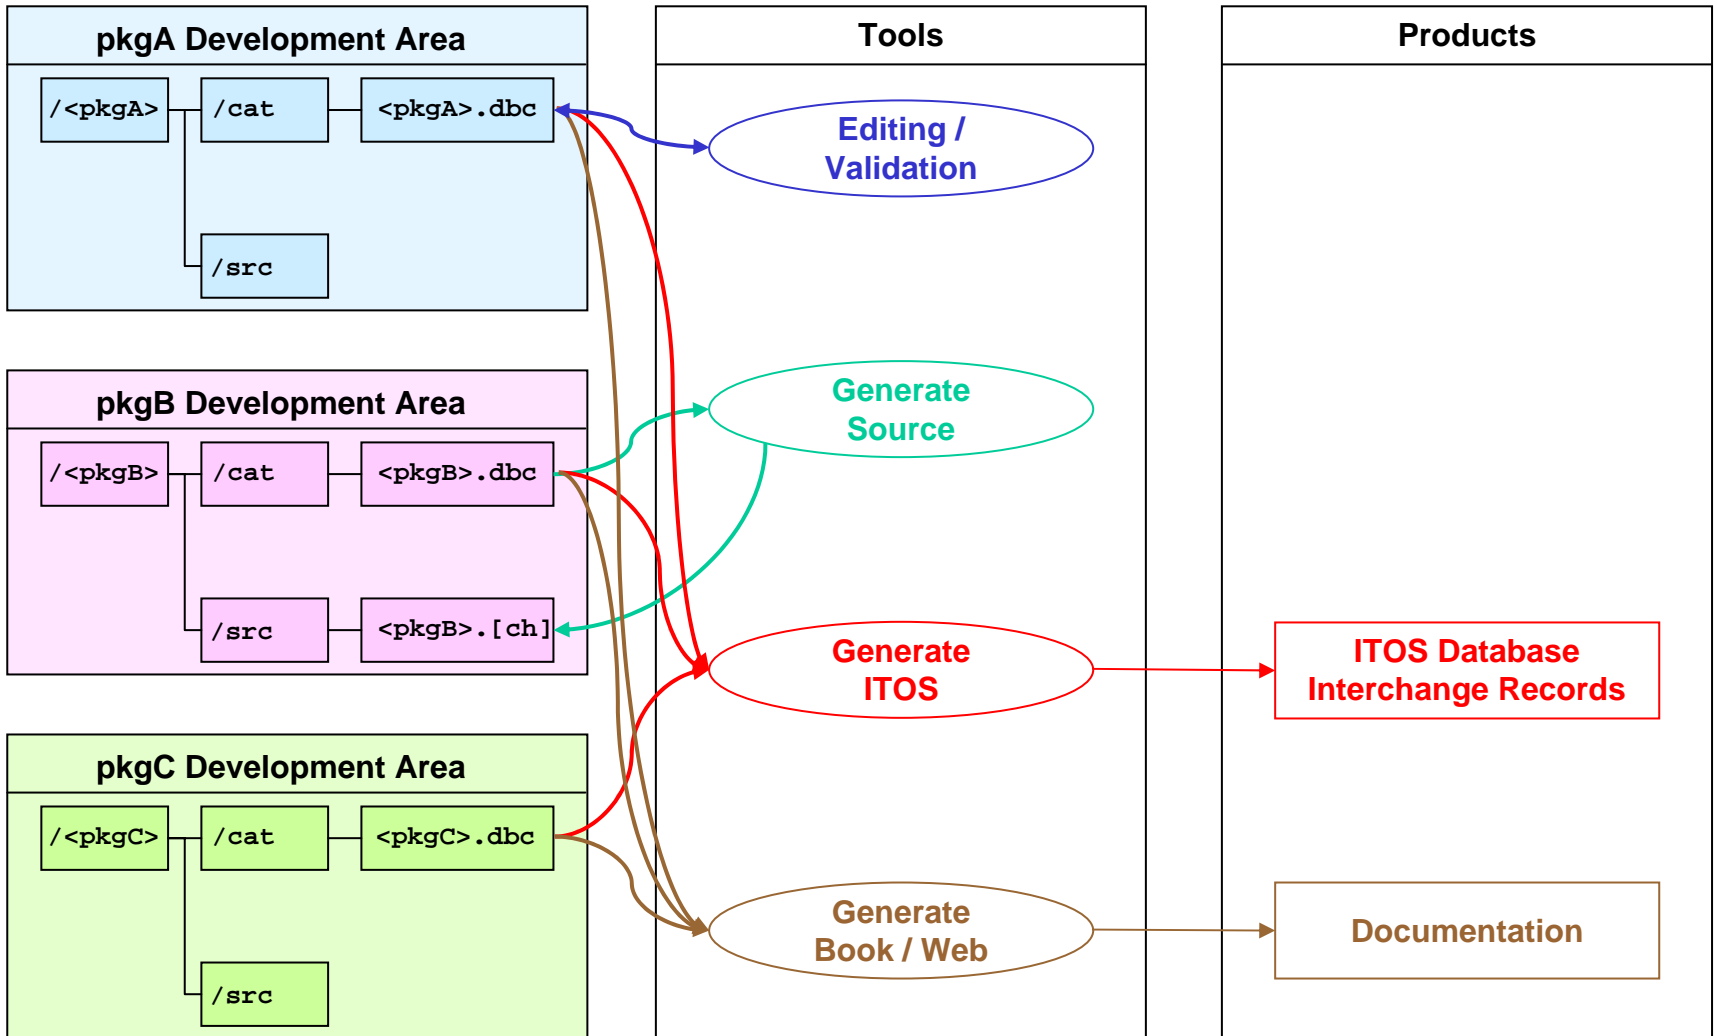 pkgA Development Area
/<pkgA>
/cat
<pkgA>.dbc
/src
pkgB Development Area
/<pkgB>
/cat
<pkgB>.dbc
/src
<pkgB>.[ch]
pkgC Development Area
/<pkgC>
/cat
<pkgC>.dbc
/src
Tools
Editing /
Validation
Generate
Source
Generate
ITOS
Generate
Book / Web
Products
ITOS Database
Interchange Records
Documentation